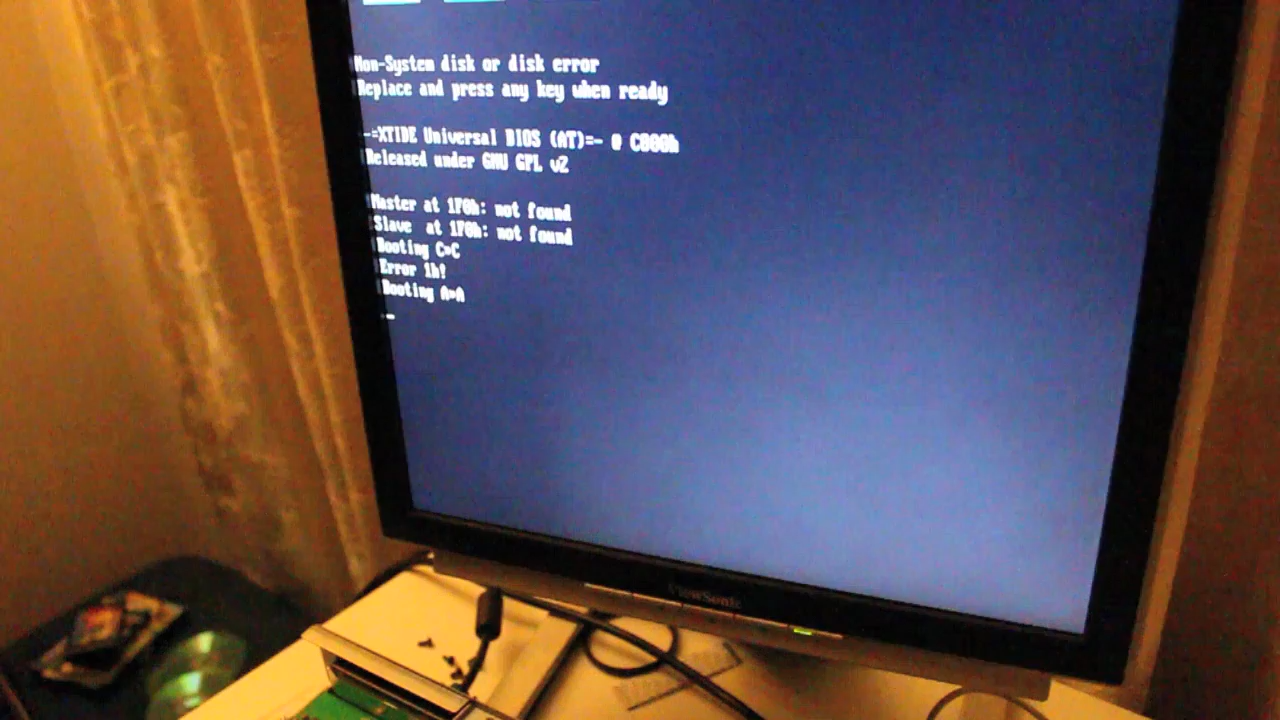 Non-System disk or disk error
Replace and press any key when ready
-=XTIDE Universal BIOS (AT)=- @ C800h
Released under GNU GPL v2
Master at 1F0h: not found
Slave at 1F0h: not found
Booting C»C
Error 1h!
Booting A»A
ViewSonic